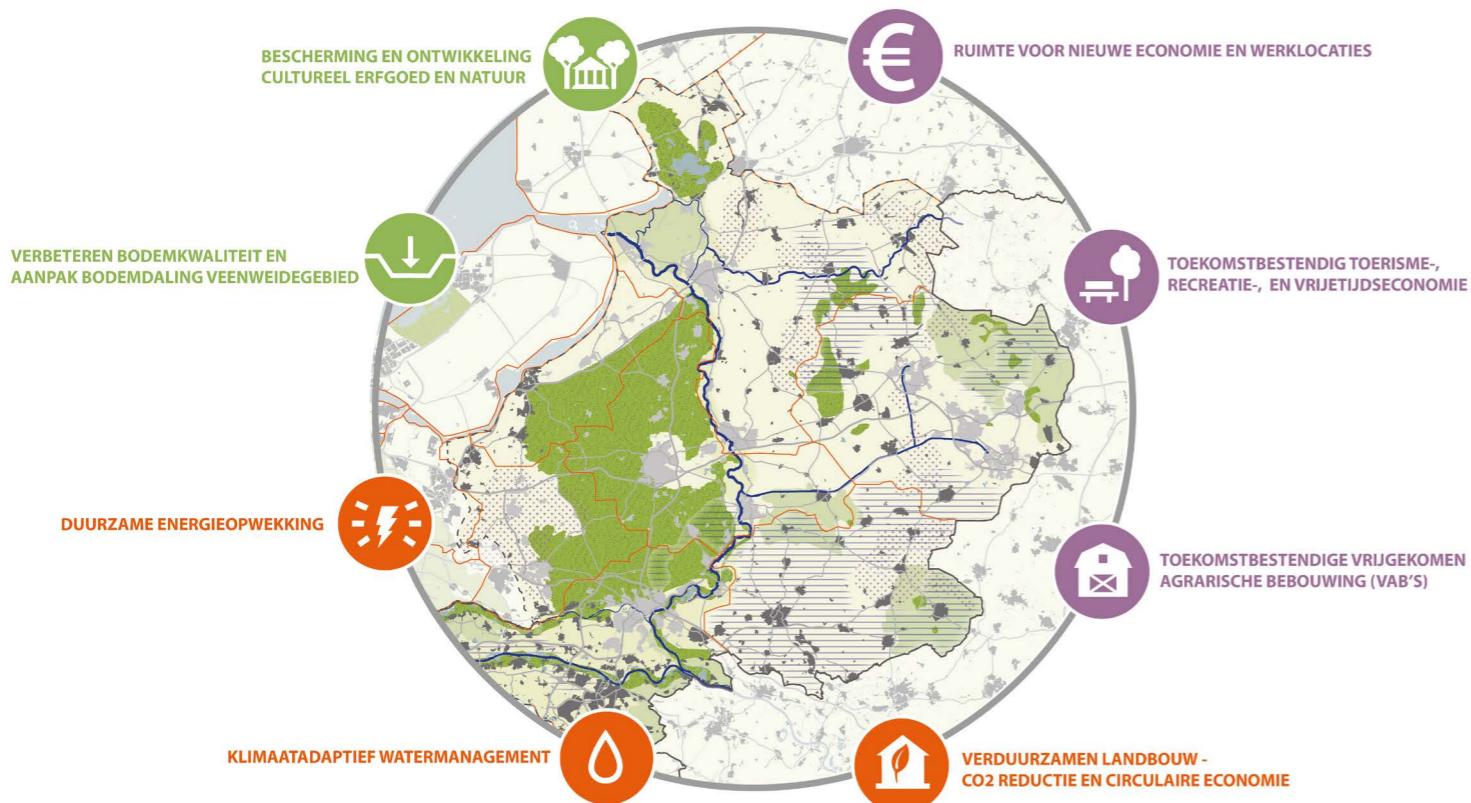 BESCHERMING EN ONTWIKKELING
CULTUREEL ERFGOED EN NATUUR
€
RUIMTE VOOR NIEUWE ECONOMIE EN WERKLOCATIES
VERBETEREN BODEMKWALITEIT EN
AANPAK BODEMDALING VEENWEIDEGEBIED
TOEKOMSTBESTENDIG TOERISME-,
RECREATIE-, EN VRIJETIJDSECONOMIE
DUURZAME ENERGIEOPWEKKING
TOEKOMSTBESTENDIGE VRIJGEKOMEN
AGRARISCHE BEBOUWING (VAB'S)
KLIMAATADAPTIEF WATERMANAGEMENT
VERDUURZAMEN LANDBOUW -
CO2 REDUCTIE EN CIRCULAIRE ECONOMIE